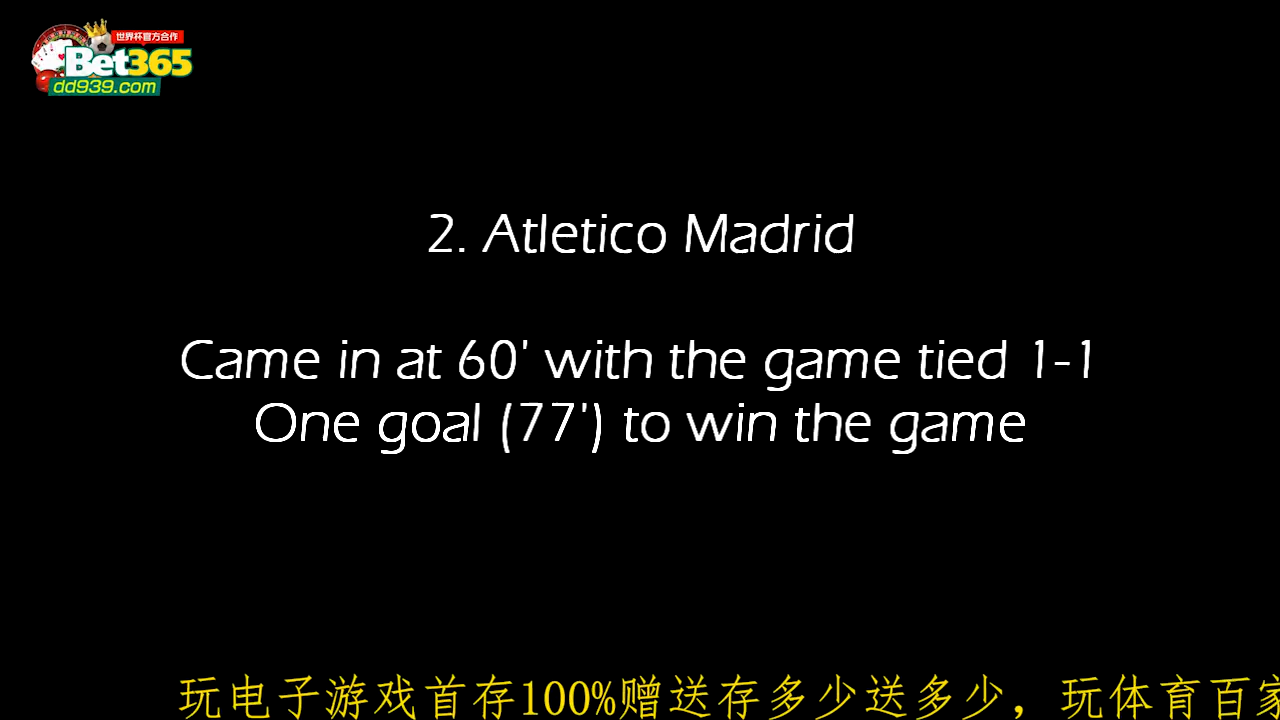 世界杯官方合作
Bet365
dd939.com
2. Atletico Madrid
Came in at 60' with the game tied 1-1
One goal (77') to win the game
玩电子游戏首存100%赠送存多少送多少，玩体育百家